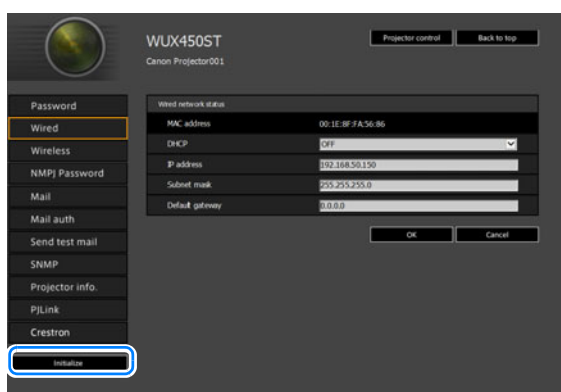 WUX450ST
Canon Projector001
Projector control
Back to top
Password
Wired
Wireless
NMPJ Password
Mail
Mail auth
Send test mail
SNMP
Projector info.
PJLink
Crestron
Initialize
Wired network status
MAC address 00:1E:8F:FA:56:86
DHCP OFF
IP address 192.168.50.150
Subnet mask 255.255.255.0
Default gateway 0.0.0.0
OK
Cancel